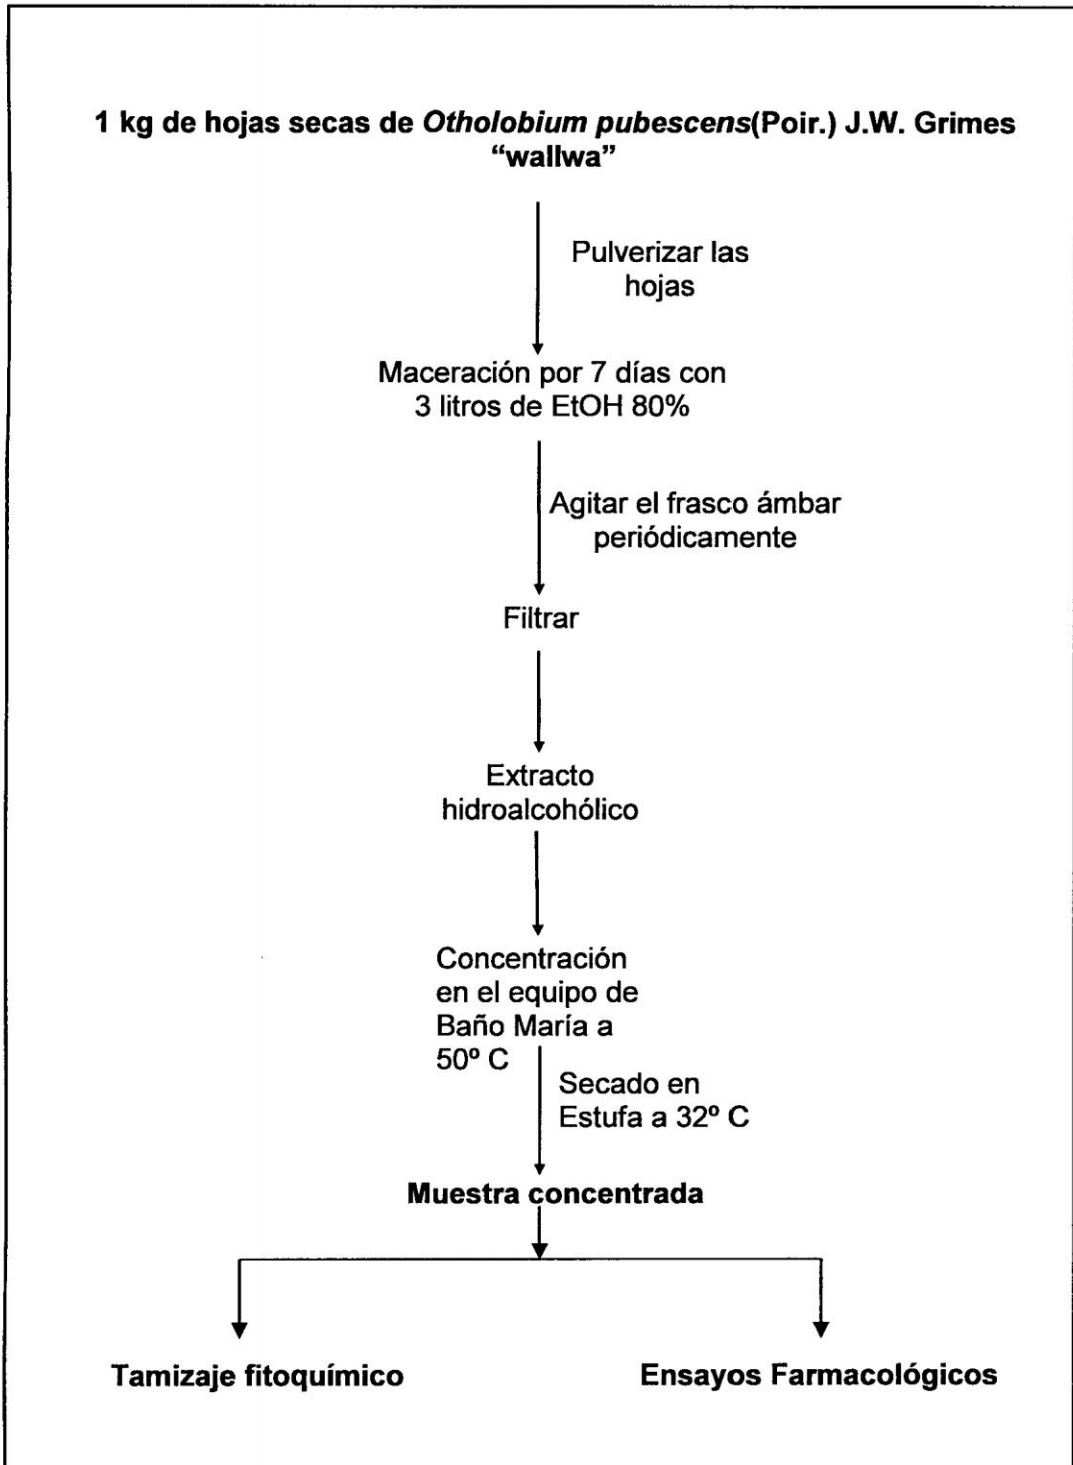 1 kg de hojas secas de Otholobium pubescens(Poir.) J.W. Grimes
“wallwa”
Pulverizar las
hojas
Maceración por 7 días con
3 litros de EtOH 80%
Agitar el frasco ámbar
periódicamente
Filtrar
Extracto
hidroalcohólico
Concentración
en el equipo de
Baño María a
50º C
Secado en
Estufa a 32º C
Muestra concentrada
Tamizaje fitoquímico
Ensayos Farmacológicos